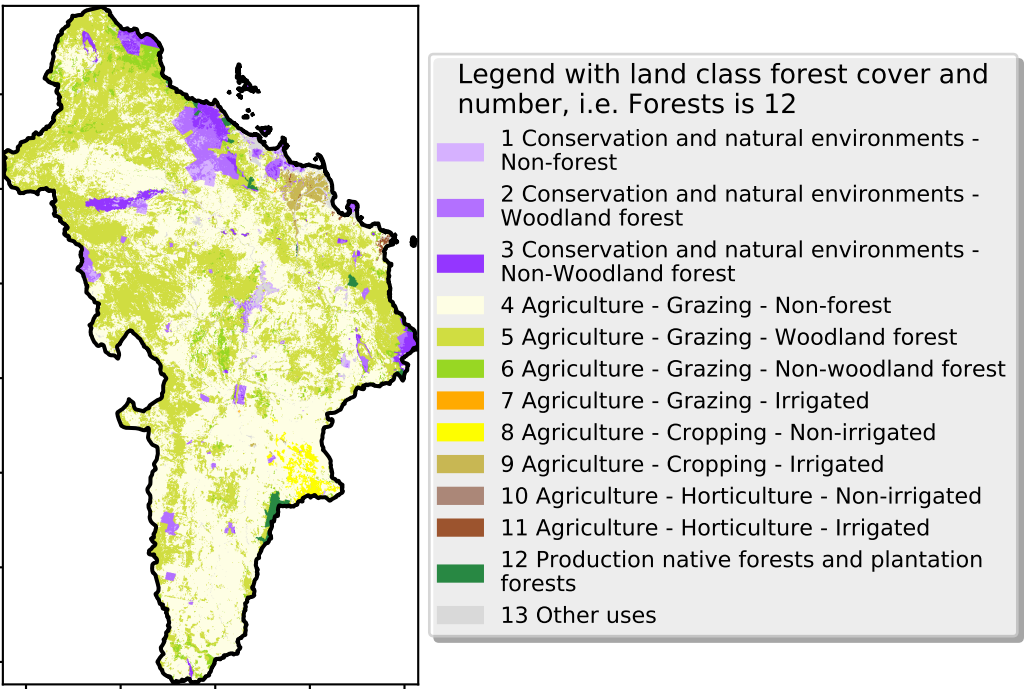 Legend with land class forest cover and
number, i.e. Forests is 12
1 Conservation and natural environments -
Non-forest
2 Conservation and natural environments -
Woodland forest
3 Conservation and natural environments -
Non-Woodland forest
4 Agriculture - Grazing - Non-forest
5 Agriculture - Grazing - Woodland forest
6 Agriculture - Grazing - Non-woodland forest
7 Agriculture - Grazing - Irrigated
8 Agriculture - Cropping - Non-irrigated
9 Agriculture - Cropping - Irrigated
10 Agriculture - Horticulture - Non-irrigated
11 Agriculture - Horticulture - Irrigated
12 Production native forests and plantation
forests
13 Other uses